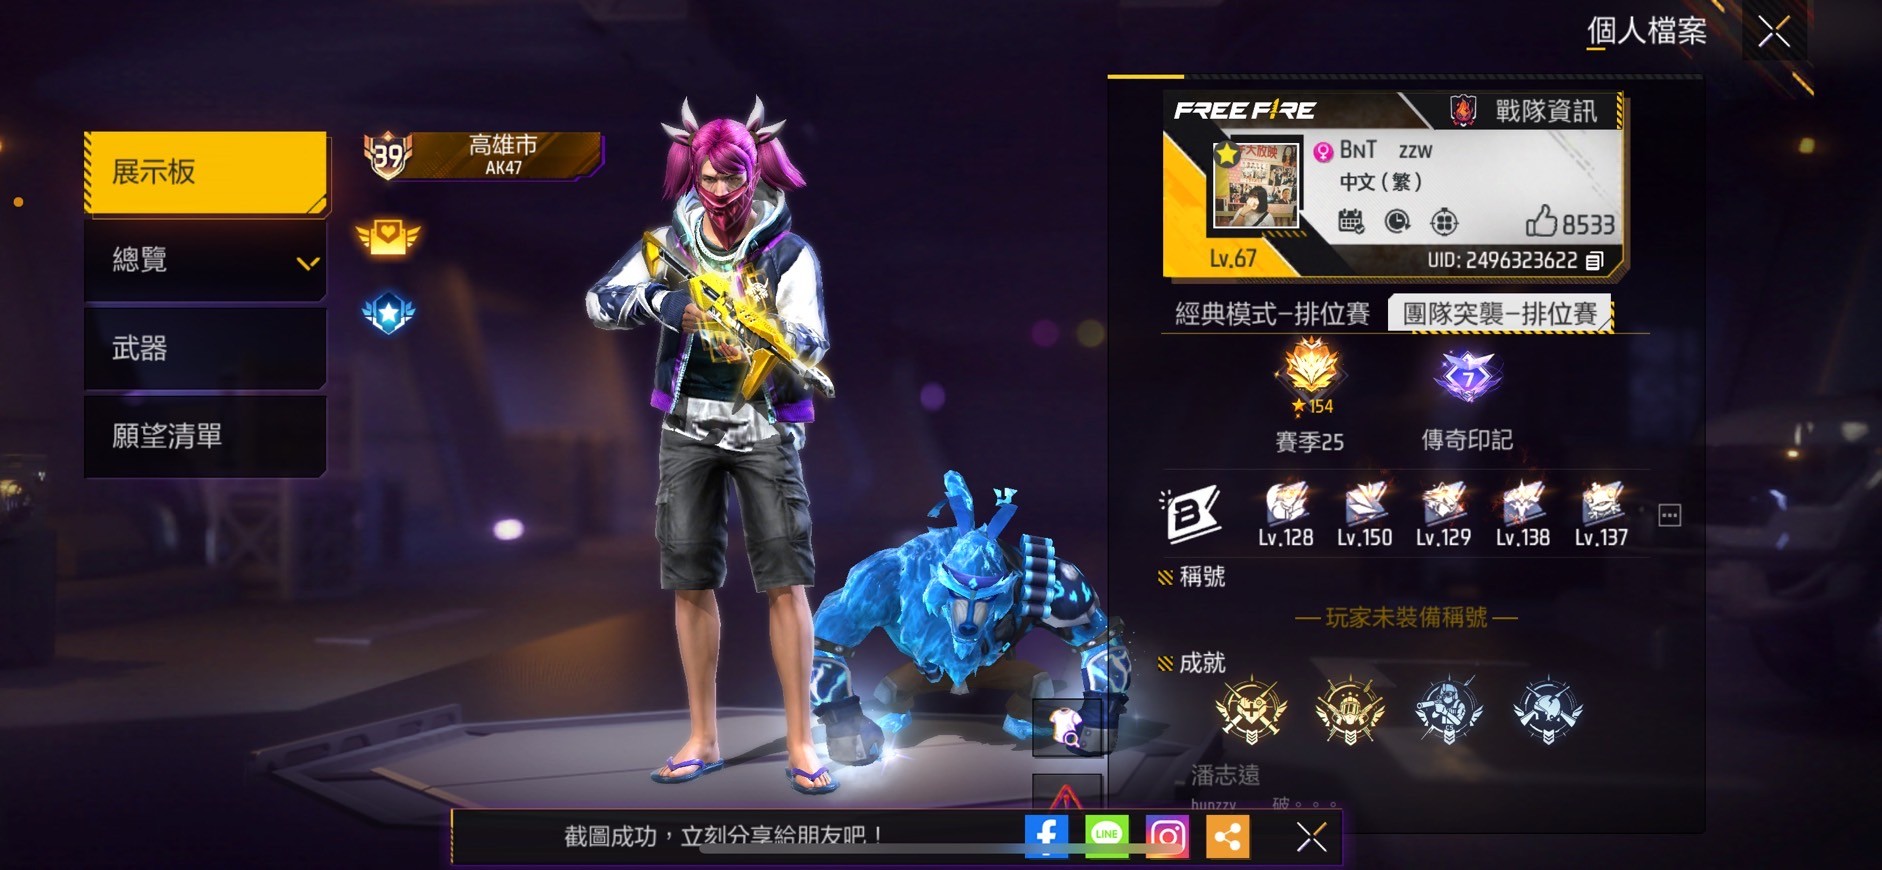 個人檔案
展示板
總覽
武器
願望清單
39
高雄市
AK47
FREE FIRE
戰隊資訊
BNT zzw
中文(繁)
8533
Lv.67
UID: 2496323622
經典模式-排位賽
團隊突襲-排位賽
154
賽季25
7
傳奇印記
B
Lv.128
Lv.150
Lv.129
Lv.138
Lv.137
稱號
玩家未裝備稱號
成就
潘志遠
截圖成功，立刻分享給朋友吧！
LINE